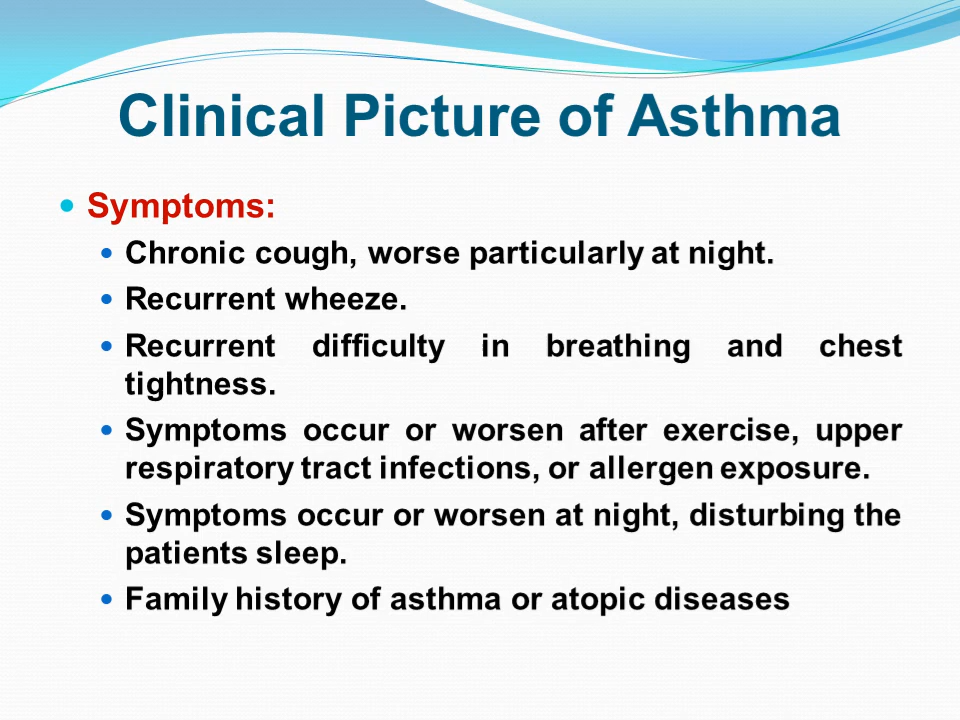 Clinical Picture of Asthma
Symptoms:
Chronic cough, worse particularly at night.
Recurrent wheeze.
Recurrent difficulty in breathing and chest
tightness.
Symptoms occur or worsen after exercise, upper
respiratory tract infections, or allergen exposure.
Symptoms occur or worsen at night, disturbing the
patients sleep.
Family history of asthma or atopic diseases